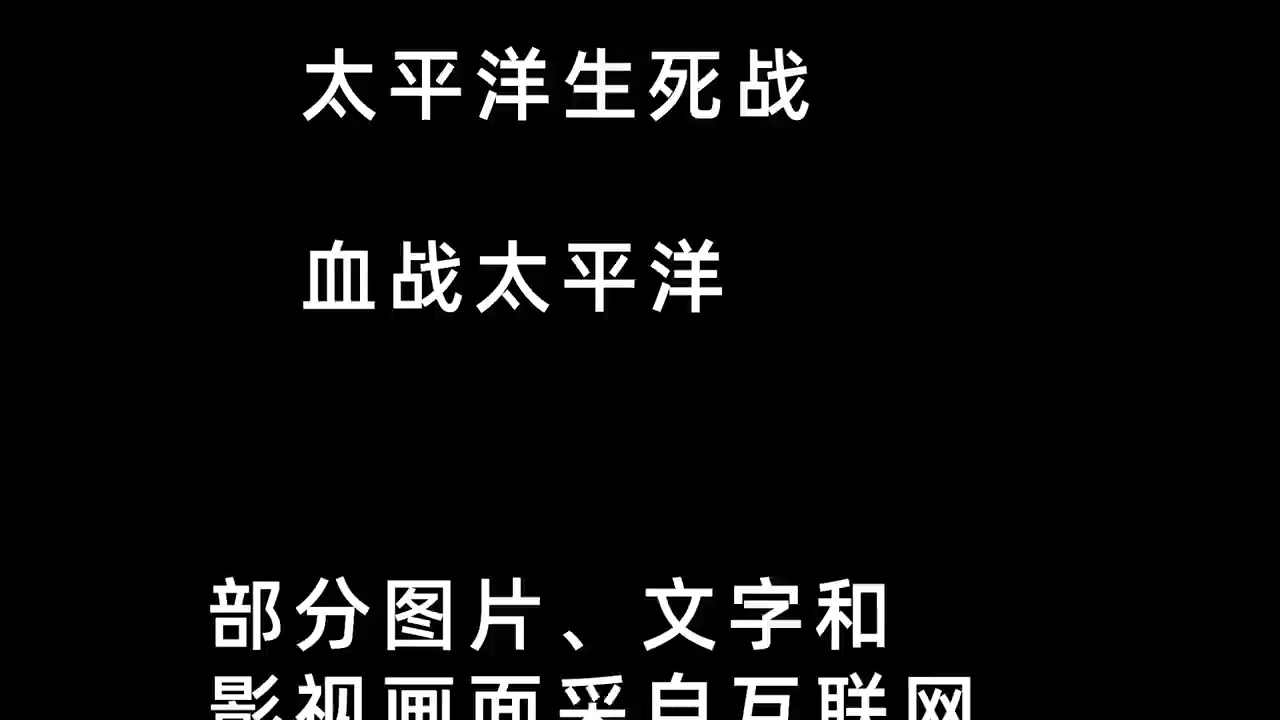 太平洋生死战
血战太平洋
部分图片、文字和
影视画面采自互联网